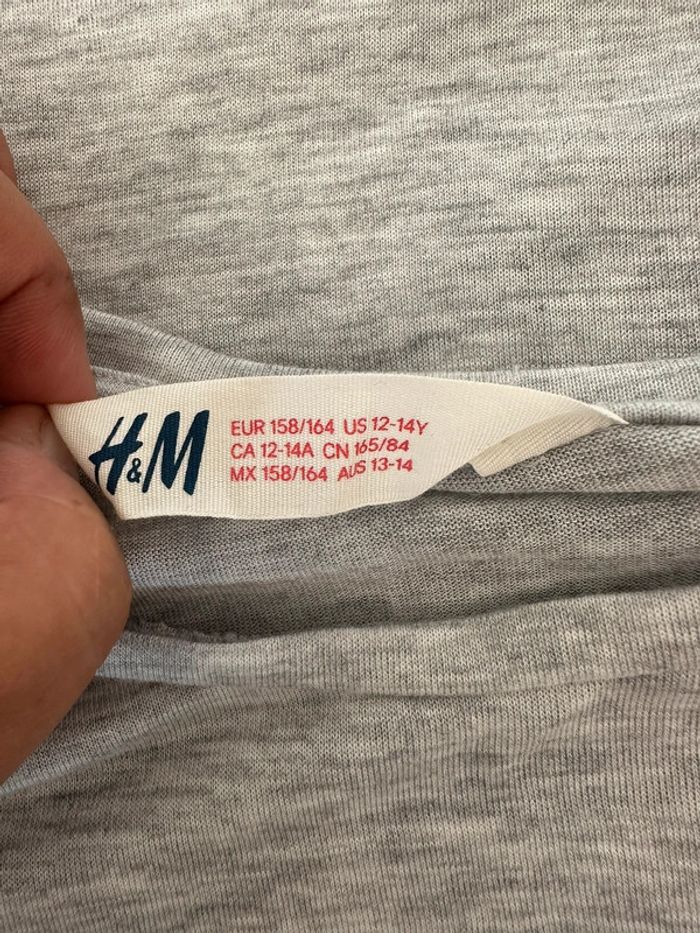 H&M
EUR 158/164 US 12-14Y
CA 12-14A CN 165/84
MX 158/164 AUS 13-14